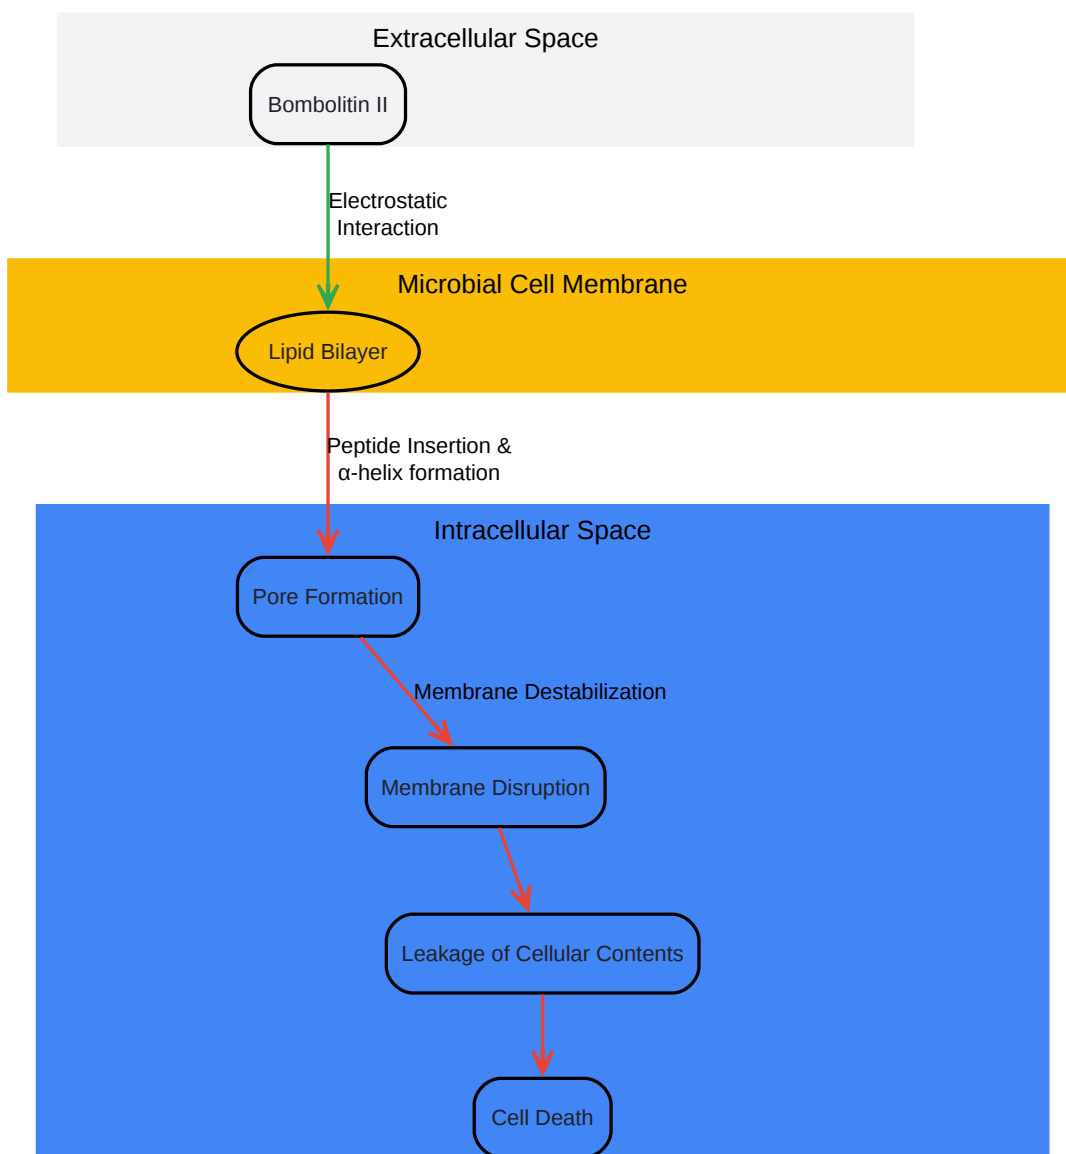 Extracellular Space
Bombolitin II
Electrostatic
Interaction
Microbial Cell Membrane
Lipid Bilayer
Peptide Insertion &
α-helix formation
Intracellular Space
Pore Formation
Membrane Destabilization
Membrane Disruption
Leakage of Cellular Contents
Cell Death